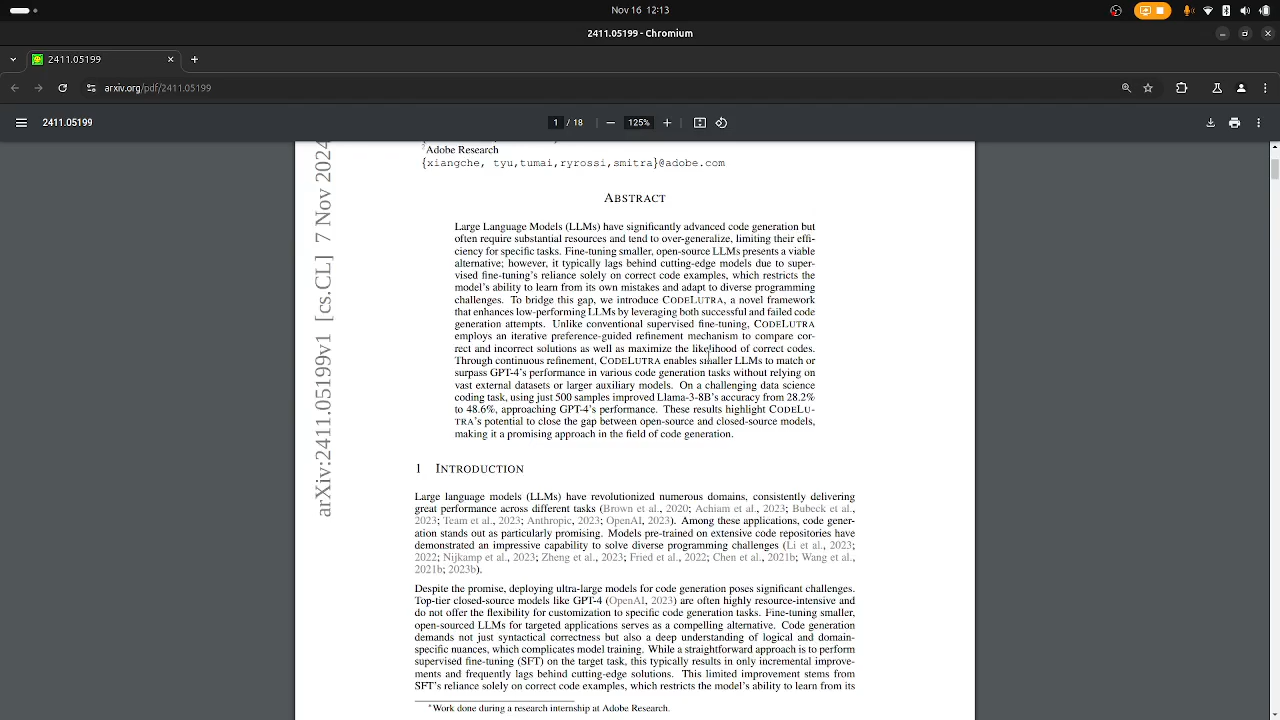 Nov 16 12:13
2411.05199 - Chromium
2411.05199
arxiv.org/pdf/2411.05199
2411.05199
1 / 18
125%
Adobe Research
{xiangche, tyu,tumai,ryrossi,smitra}@adobe.com
ABSTRACT
Large Language Models (LLMs) have significantly advanced code generation but
often require substantial resources and tend to over-generalize, limiting their effi-
ciency for specific tasks. Fine-tuning smaller, open-source LLMs presents a viable
alternative; however, it typically lags behind cutting-edge models due to super-
vised fine-tuning's reliance solely on correct code examples, which restricts the
model's ability to learn from its own mistakes and adapt to diverse programming
challenges. To bridge this gap, we introduce CODELUTRA, a novel framework
that enhances low-performing LLMs by leveraging both successful and failed code
generation attempts. Unlike conventional supervised fine-tuning, CODELUTRA
employs an iterative preference-guided refinement mechanism to compare cor-
rect and incorrect solutions as well as maximize the likelihood of correct codes.
Through continuous refinement, CODELUTRA enables smaller LLMs to match or
surpass GPT-4's performance in various code generation tasks without relying on
vast external datasets or larger auxiliary models. On a challenging data science
coding task, using just 500 samples improved Llama-3-8B's accuracy from 28.2%
to 48.6%, approaching GPT-4's performance. These results highlight CODELU-
TRA's potential to close the gap between open-source and closed-source models,
making it a promising approach in the field of code generation.
1 INTRODUCTION
Large language models (LLMs) have revolutionized numerous domains, consistently delivering
great performance across different tasks (Brown et al., 2020; Achiam et al., 2023; Bubeck et al.,
2023; Team et al., 2023; Anthropic, 2023; OpenAI, 2023). Among these applications, code gener-
ation stands out as particularly promising. Models pre-trained on extensive code repositories have
demonstrated an impressive capability to solve diverse programming challenges (Li et al., 2023;
2022; Nijkamp et al., 2023; Zheng et al., 2023; Fried et al., 2022; Chen et al., 2021b; Wang et al.,
2021b; 2023b).
Despite the promise, deploying ultra-large models for code generation poses significant challenges.
Top-tier closed-source models like GPT-4 (OpenAI, 2023) are often highly resource-intensive and
do not offer the flexibility for customization to specific code generation tasks. Fine-tuning smaller,
open-sourced LLMs for targeted applications serves as a compelling alternative. Code generation
demands not just syntactical correctness but also a deep understanding of logical and domain-
specific nuances, which complicates model training. While a straightforward approach is to perform
supervised fine-tuning (SFT) on the target task, this typically results in only incremental improve-
ments and frequently lags behind cutting-edge solutions. This limited improvement stems from
SFT's reliance solely on correct code examples, which restricts the model's ability to learn from its
*Work done during a research internship at Adobe Research.
arXiv:2411.05199v1 [cs.CL] 7 Nov 2024